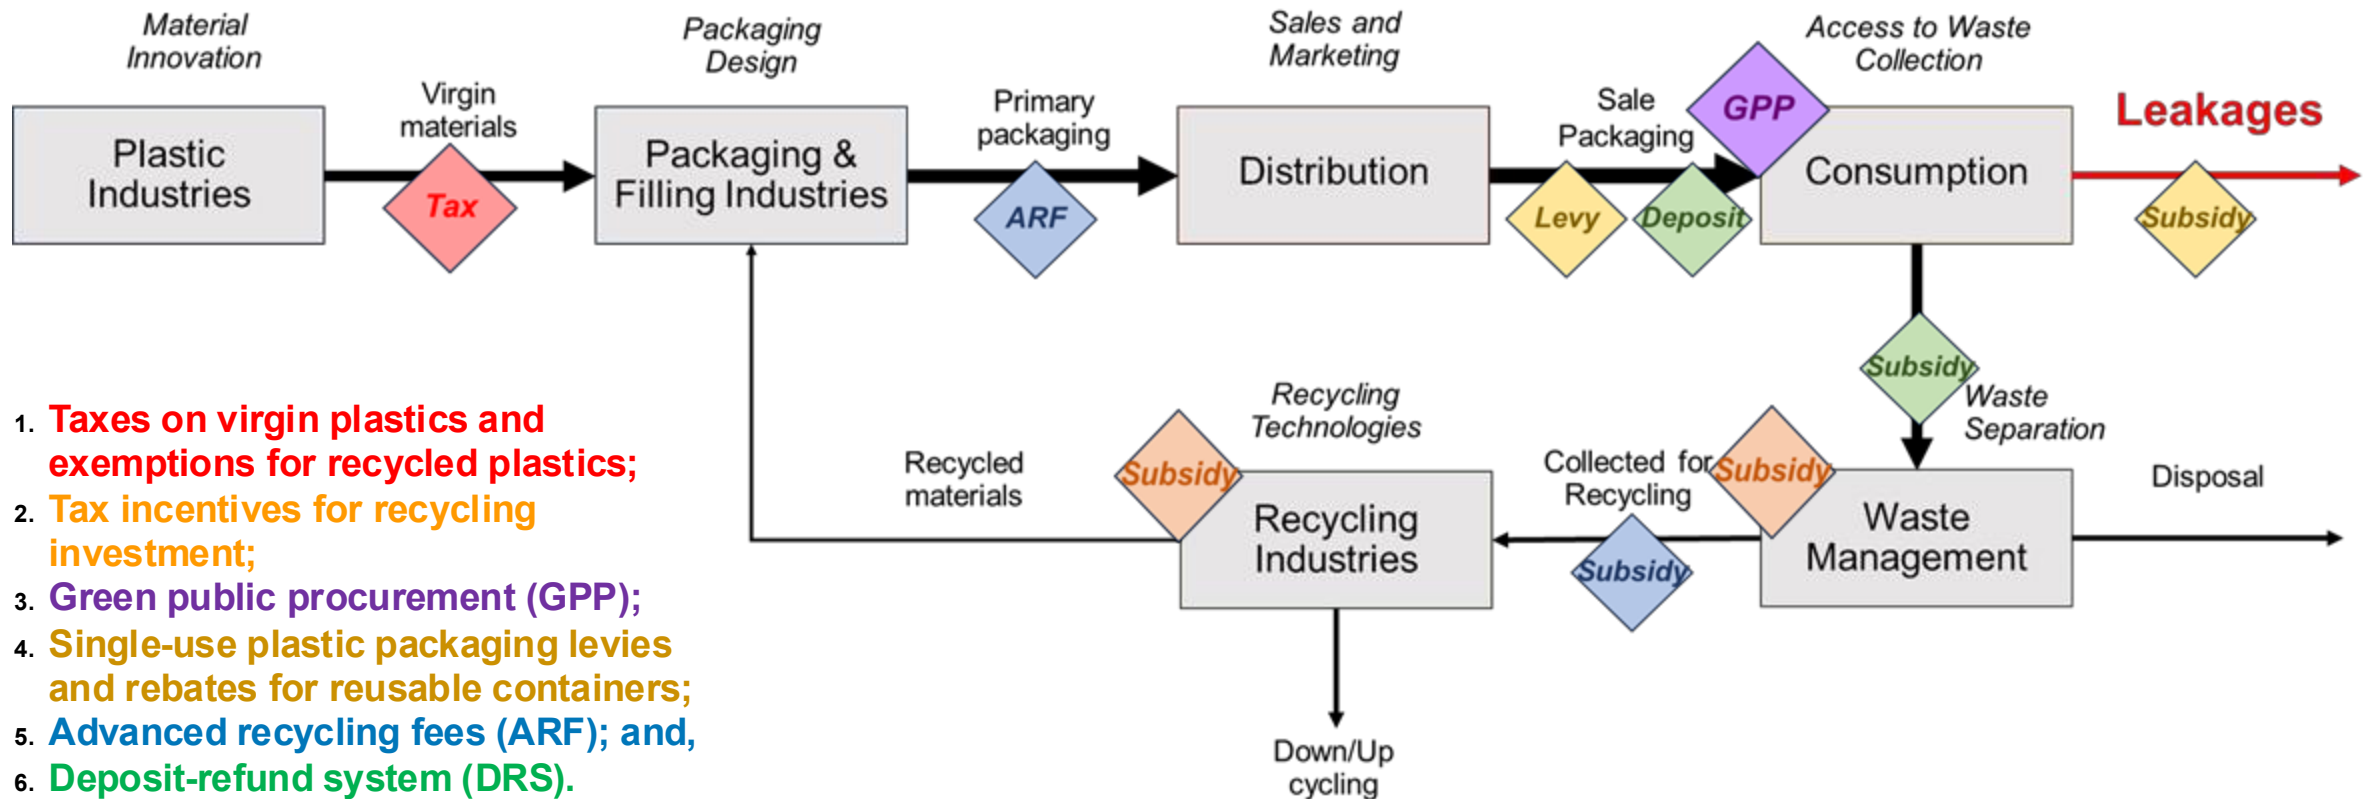 Material
Innovation
Packaging
Design
Sales and
Marketing
Access to Waste
Collection
Plastic
Industries
Virgin
materials
Tax
Packaging &
Filling Industries
Primary
packaging
ARF
Distribution
Sale
Packaging
Levy
Deposit
GPP
Consumption
Leakages
Subsidy
Subsidy
Waste
Separation
1. Taxes on virgin plastics and
exemptions for recycled plastics;
2. Tax incentives for recycling
investment;
3. Green public procurement (GPP);
4. Single-use plastic packaging levies
and rebates for reusable containers;
5. Advanced recycling fees (ARF); and,
6. Deposit-refund system (DRS).
Recycled
materials
Subsidy
Recycling
Technologies
Recycling
Industries
Collected for
Recycling
Subsidy
Subsidy
Waste
Management
Disposal
Down/Up
cycling